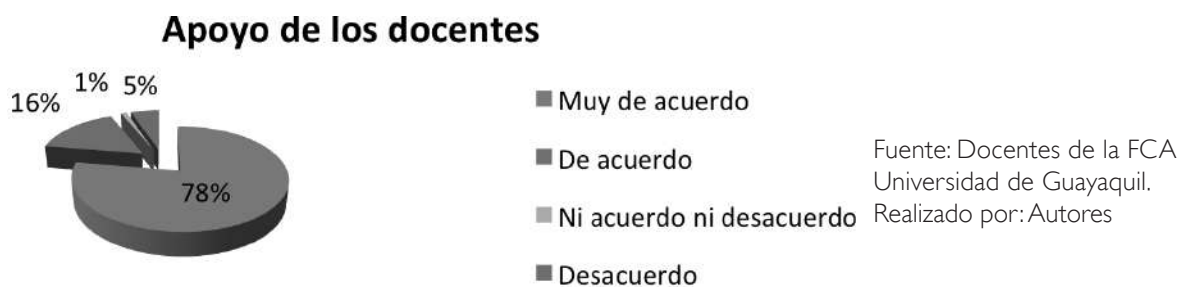 Apoyo de los docentes
1% 5%
16%
78%
Muy de acuerdo
De acuerdo
Ni acuerdo ni desacuerdo
Desacuerdo
Fuente: Docentes de la FCA
Universidad de Guayaquil.
Realizado por: Autores